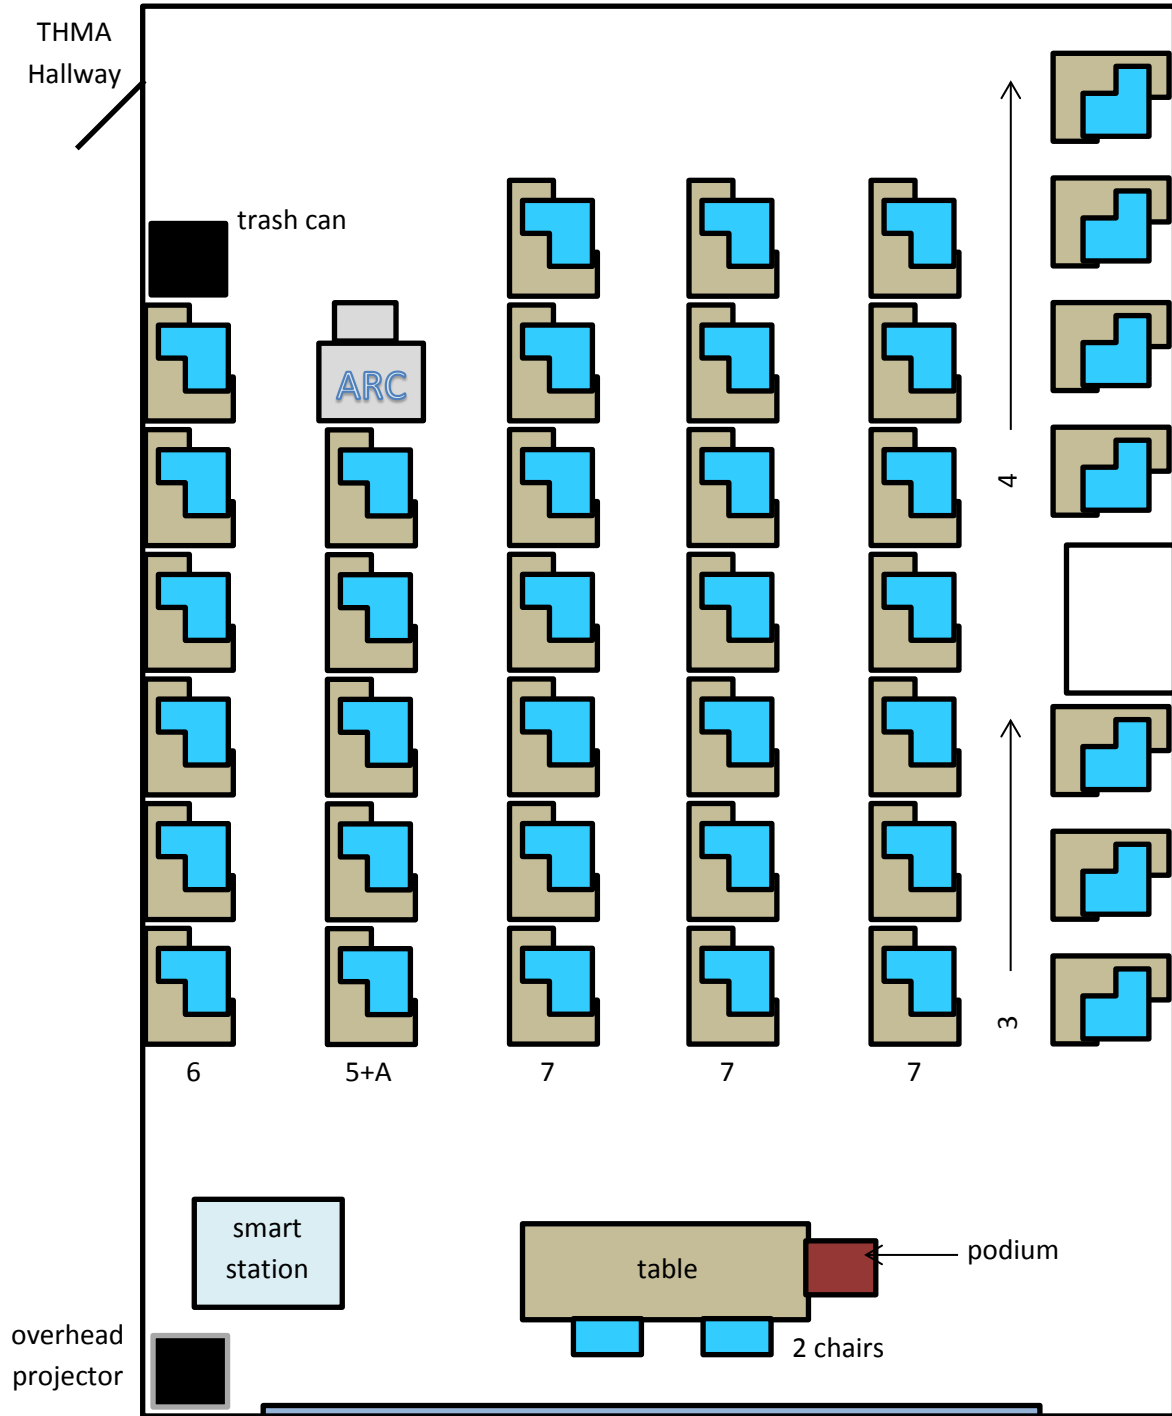 THMA
Hallway
trash can
ARC
4
3
6
5+A
7
7
7
smart
station
table
podium
overhead
projector
2 chairs